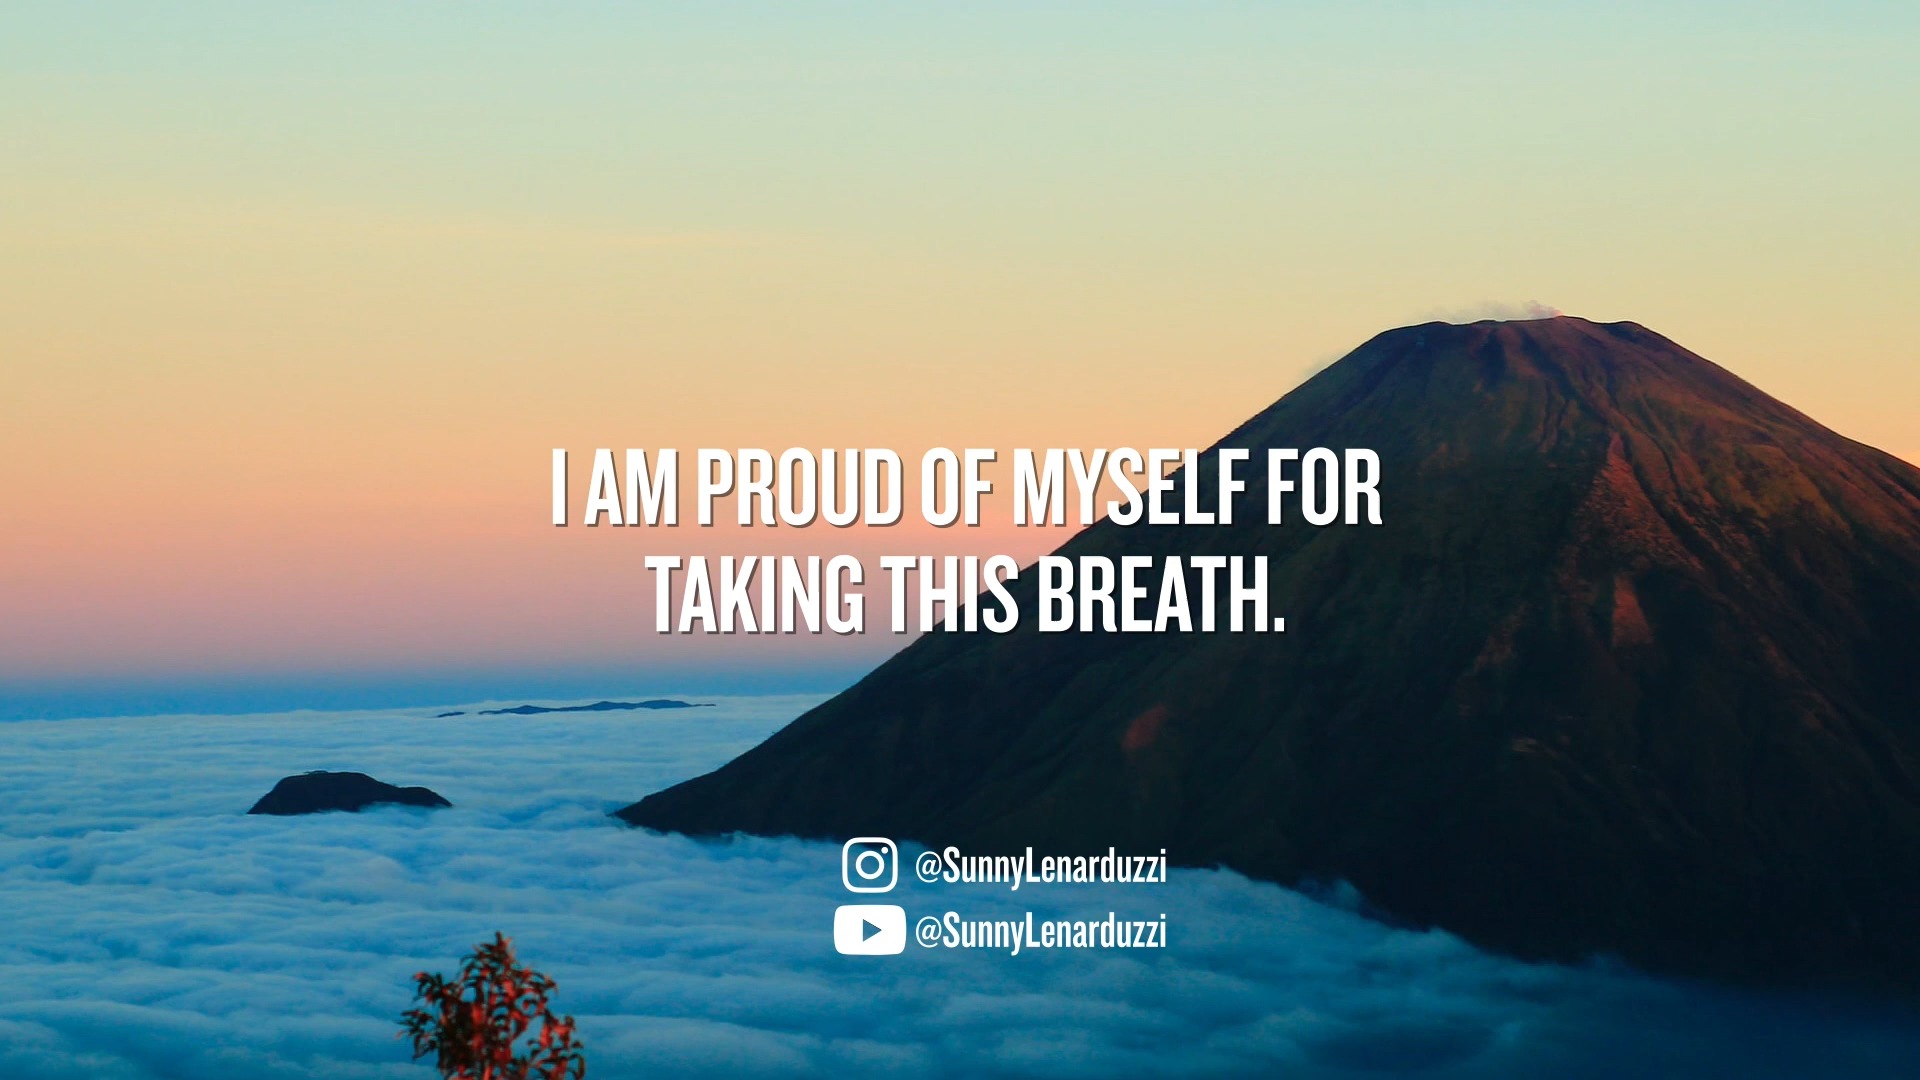 I AM PROUD OF MYSELF FOR
TAKING THIS BREATH.
@SunnyLenarduzzi
@SunnyLenarduzzi